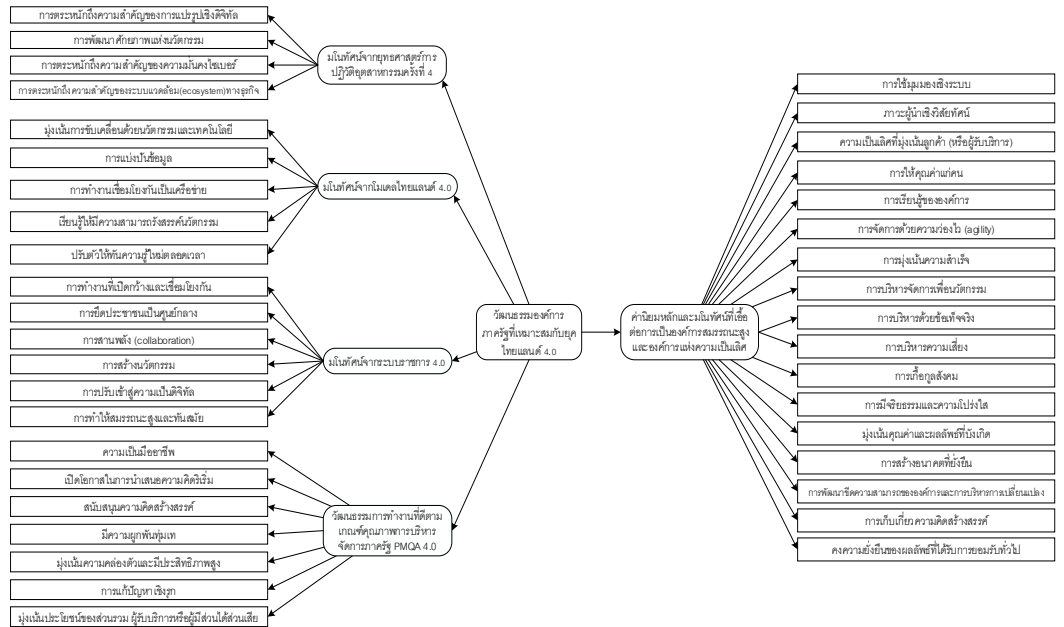 การตระหนักถึงความสำคัญของการแปรรูปเชิงดิจิทัล
การพัฒนาศักยภาพแห่งนวัตกรรม
การตระหนักถึงความสำคัญของความมั่นคงไซเบอร์
การตระหนักถึงความสำคัญของระบบแวดล้อม(ecosystem)ทางธุรกิจ
มโนทัศน์จากยุทธศาสตร์การ
ปฏิวัติอุตสาหกรรมครั้งที่ 4
มุ่งเน้นการขับเคลื่อนด้วยนวัตกรรมและเทคโนโลยี
การแบ่งปันข้อมูล
การทำงานเชื่อมโยงกันเป็นเครือข่าย
เรียนรู้ให้มีความสามารถรังสรรค์นวัตกรรม
ปรับตัวให้ทันความรู้ใหม่ตลอดเวลา
มโนทัศน์จากโมเดลไทยแลนด์ 4.0
การทำงานที่เปิดกว้างและเชื่อมโยงกัน
การยึดประชาชนเป็นศูนย์กลาง
การสานพลัง (collaboration)
การสร้างนวัตกรรม
การปรับเข้าสู่ความเป็นดิจิทัล
การทำให้สมรรถนะสูงและทันสมัย
มโนทัศน์จากระบบราชการ 4.0
ความเป็นมืออาชีพ
เปิดโอกาสในการนำเสนอความคิดริเริ่ม
สนับสนุนความคิดสร้างสรรค์
มีความผูกพันทุ่มเท
มุ่งเน้นความคล่องตัวและมีประสิทธิภาพสูง
การแก้ปัญหาเชิงรุก
มุ่งเน้นประโยชน์ของส่วนรวม ผู้รับบริการหรือผู้มีส่วนได้ส่วนเสีย
วัฒนธรรมการทำงานที่ดีตาม
เกณฑ์คุณภาพการบริหาร
จัดการภาครัฐ PMQA 4.0
วัฒนธรรมองค์การ
ภาครัฐที่เหมาะสมกับยุค
ไทยแลนด์ 4.0
ค่านิยมหลักและมโนทัศน์ที่เอื้อ
ต่อการเป็นองค์การสมรรถนะสูง
และองค์การแห่งความเป็นเลิศ
การใช้มุมมองเชิงระบบ
ภาวะผู้นำเชิงวิสัยทัศน์
ความเป็นเลิศที่มุ่งเน้นลูกค้า (หรือผู้รับบริการ)
การให้คุณค่าแก่คน
การเรียนรู้ขององค์การ
การจัดการด้วยความว่องไว (agility)
การมุ่งเน้นความสำเร็จ
การบริหารจัดการเพื่อนวัตกรรม
การบริหารด้วยข้อเท็จจริง
การบริหารความเสี่ยง
การเกื้อกูลสังคม
การมีจริยธรรมและความโปร่งใส
มุ่งเน้นคุณค่าและผลลัพธ์ที่บังเกิด
การสร้างอนาคตที่ยั่งยืน
การพัฒนาขีดความสามารถขององค์การและการบริหารการเปลี่ยนแปลง
การเก็บเกี่ยวความคิดสร้างสรรค์
คงความยั่งยืนของผลลัพธ์ที่ได้รับการยอมรับทั่วไป